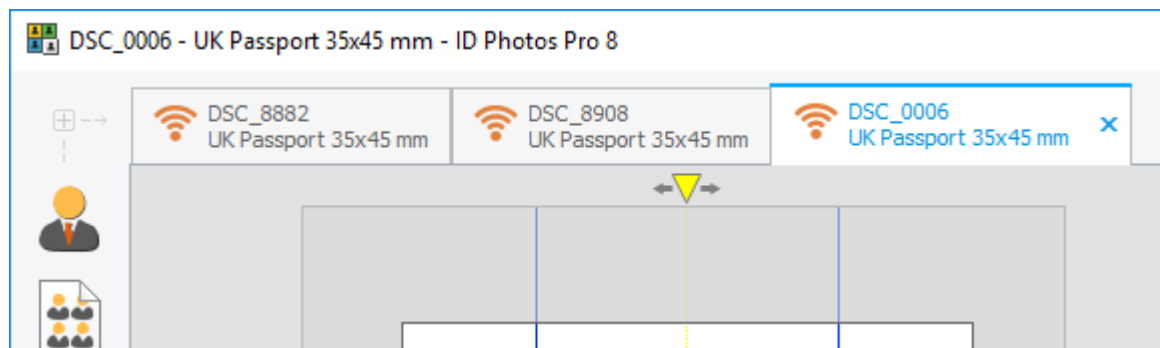 DSC_0006 - UK Passport 35x45 mm - ID Photos Pro 8
DSC_8882
UK Passport 35x45 mm
DSC_8908
UK Passport 35x45 mm
DSC_0006
UK Passport 35x45 mm